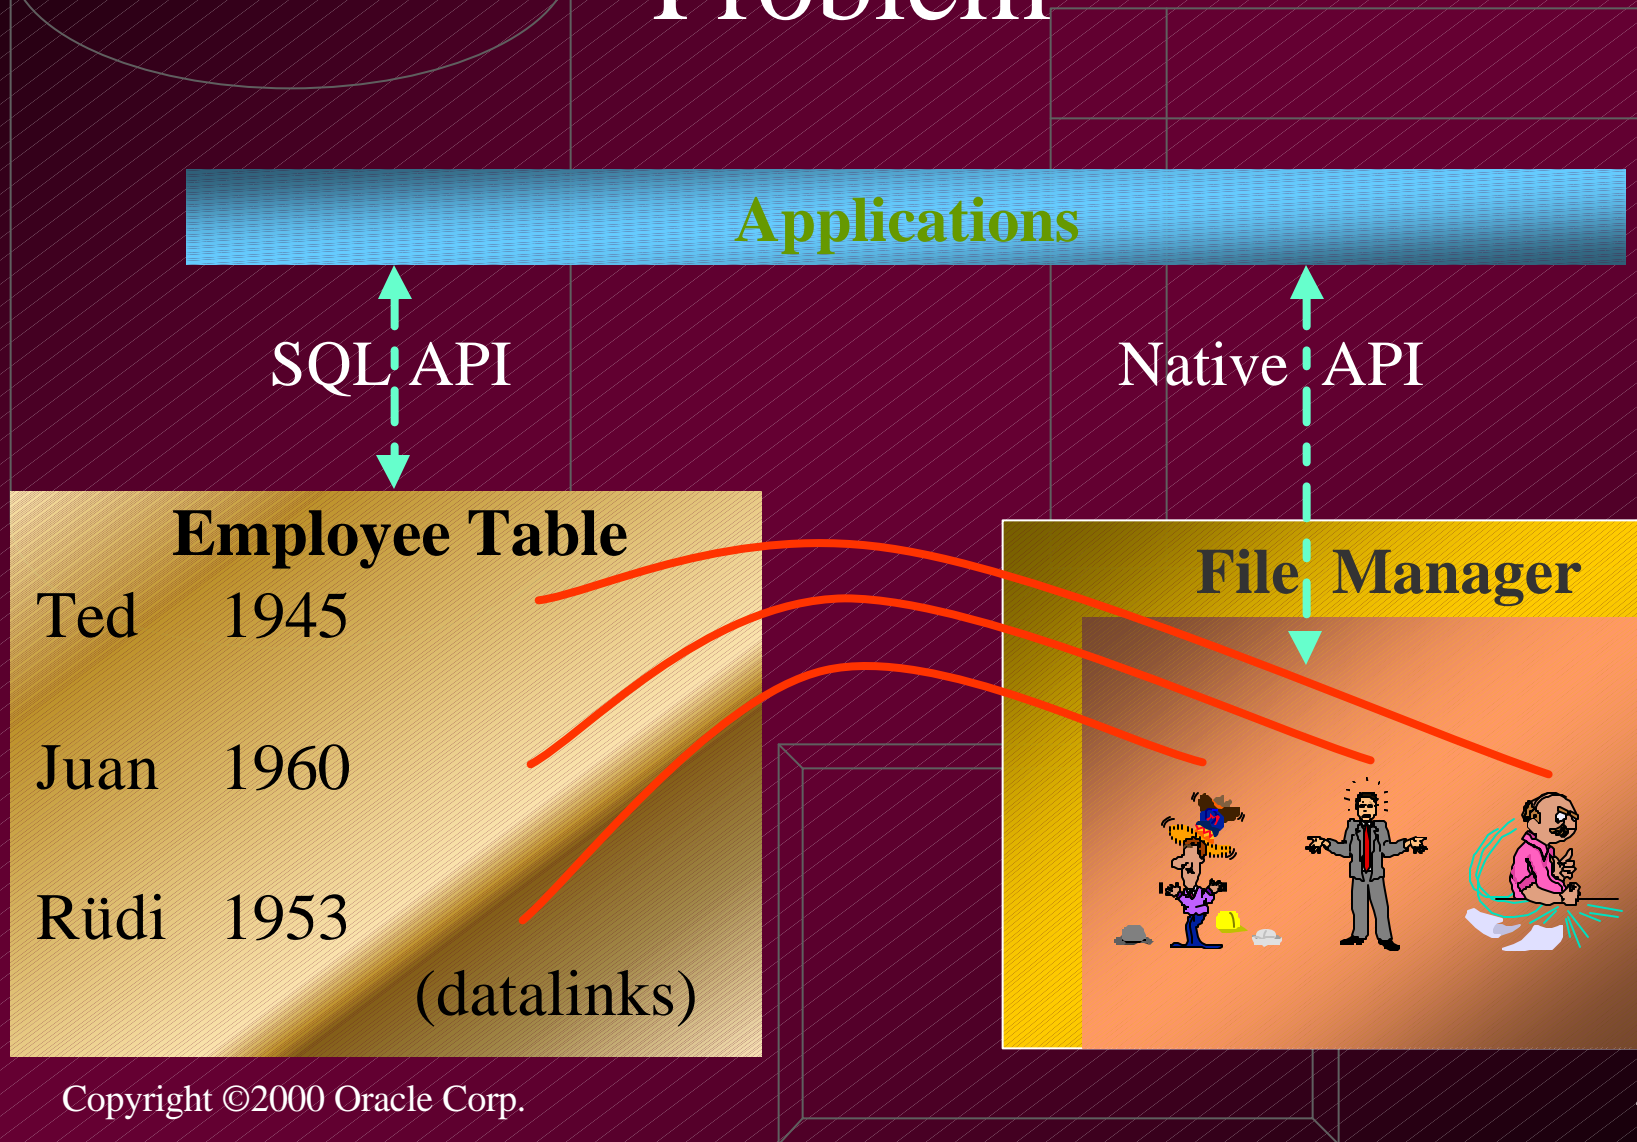 Problem
Applications
SQL API
Native API
Employee Table
Ted 1945
Juan 1960
Rüdi 1953
(datalinks)
File Manager
Copyright ©2000 Oracle Corp.